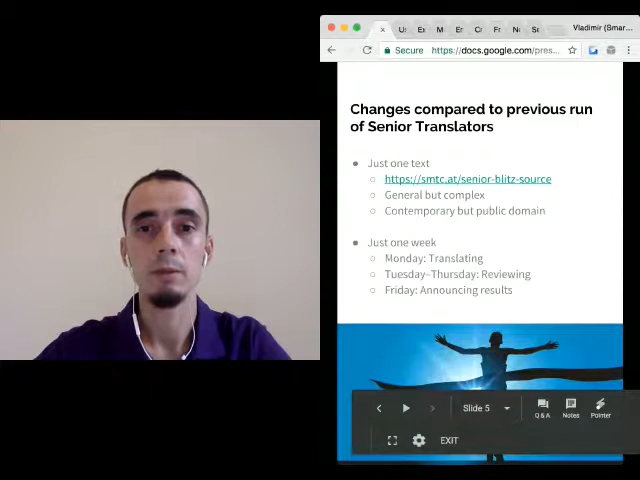 Vladimir (Smar...
Secure https://docs.google.com/pres...
Changes compared to previous run
of Senior Translators
Just one text
https://smtc.at/senior-blitz-source
General but complex
Contemporary but public domain
Just one week
Monday: Translating
Tuesday–Thursday: Reviewing
Friday: Announcing results
Slide 5
Q & A Notes Pointer
EXIT